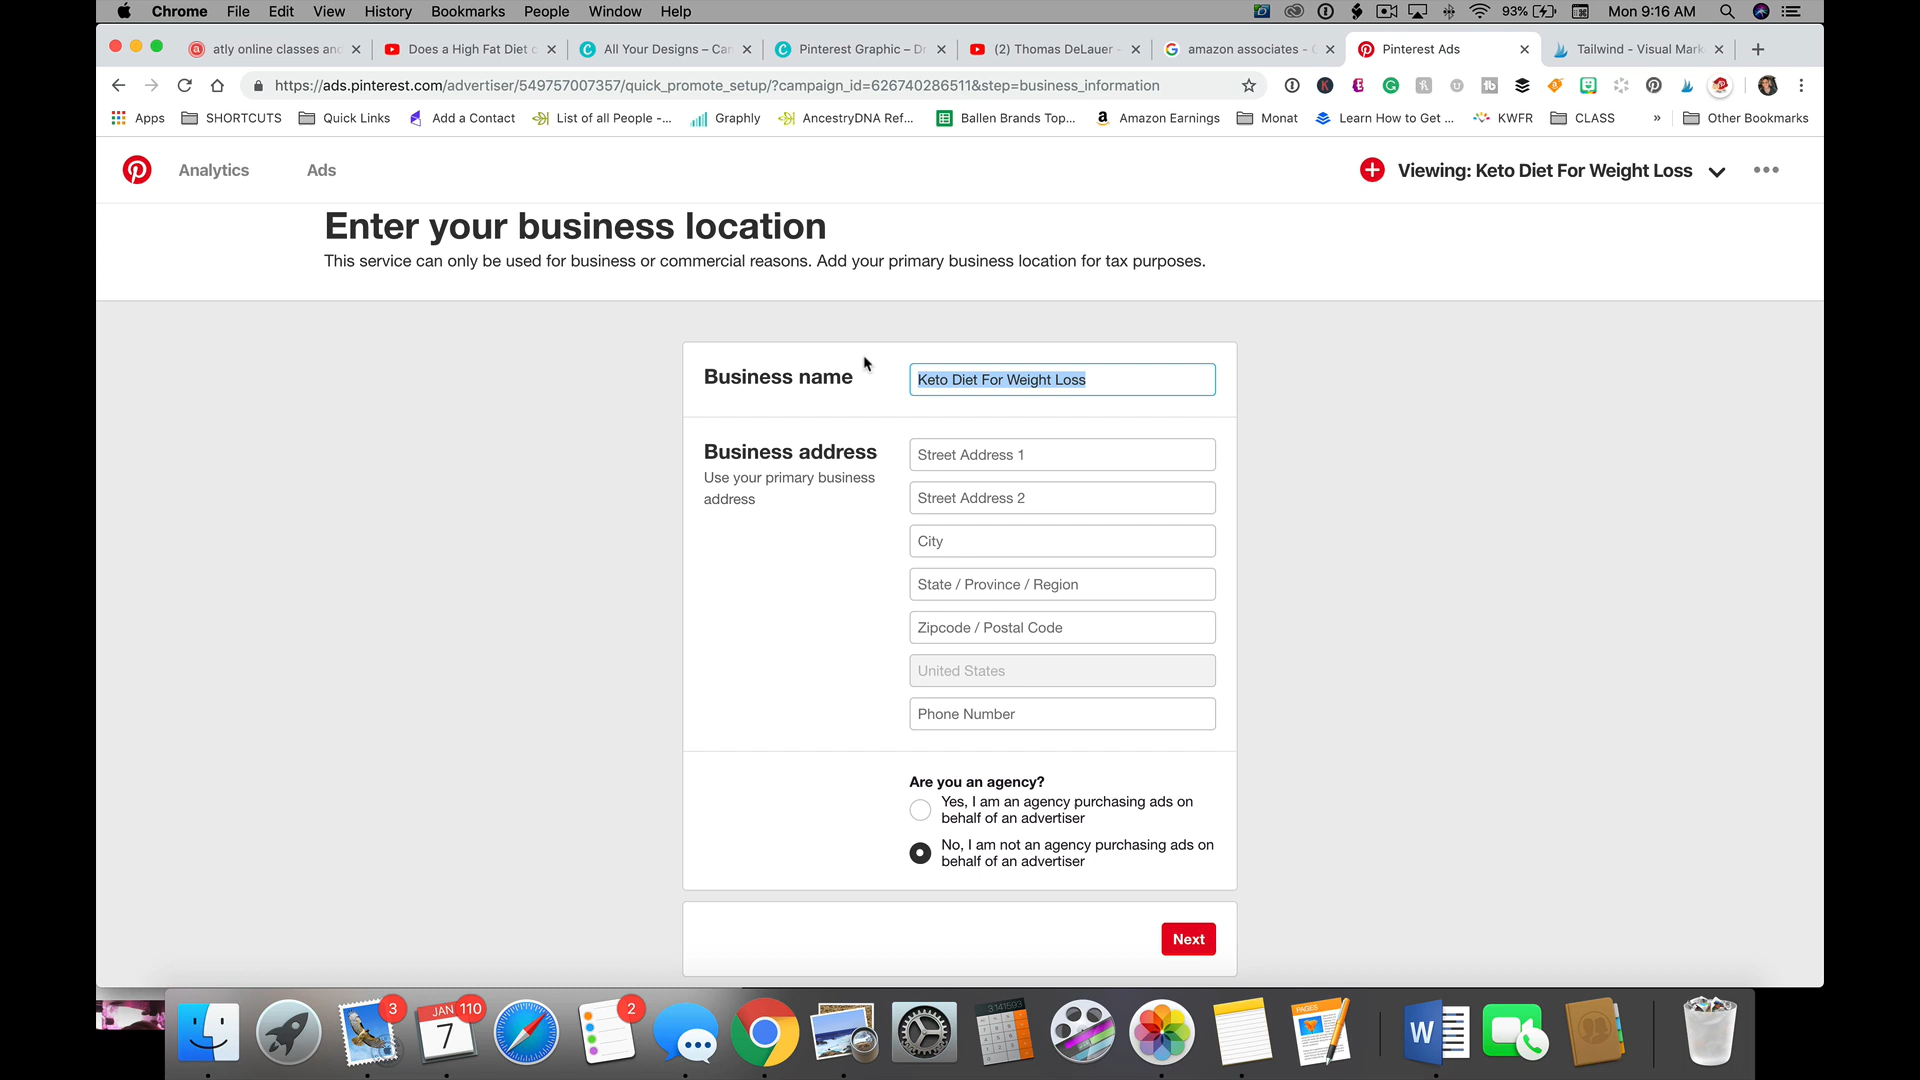 Chrome File Edit View History Bookmarks People Window Help 93% Mon 9:16 AM
atly online classes and Does a High Fat Diet c All Your Designs – Can Pinterest Graphic – Dr (2) Thomas DeLauer - amazon associates - Pinterest Ads Tailwind - Visual Mark
https://ads.pinterest.com/advertiser/549757007357/quick_promote_setup/?campaign_id=626740286511&step=business_information
Apps SHORTCUTS Quick Links Add a Contact List of all People -... Graphly AncestryDNA Ref... Ballen Brands Top... Amazon Earnings Monat Learn How to Get ... KWFR CLASS » Other Bookmarks
Analytics Ads Viewing: Keto Diet For Weight Loss
Enter your business location
This service can only be used for business or commercial reasons. Add your primary business location for tax purposes.
Business name
Keto Diet For Weight Loss
Business address
Use your primary business
address
Street Address 1
Street Address 2
City
State / Province / Region
Zipcode / Postal Code
United States
Phone Number
Are you an agency?
Yes, I am an agency purchasing ads on
behalf of an advertiser
No, I am not an agency purchasing ads on
behalf of an advertiser
Next
3 JAN 7 110 2 3.141593 PAGES W